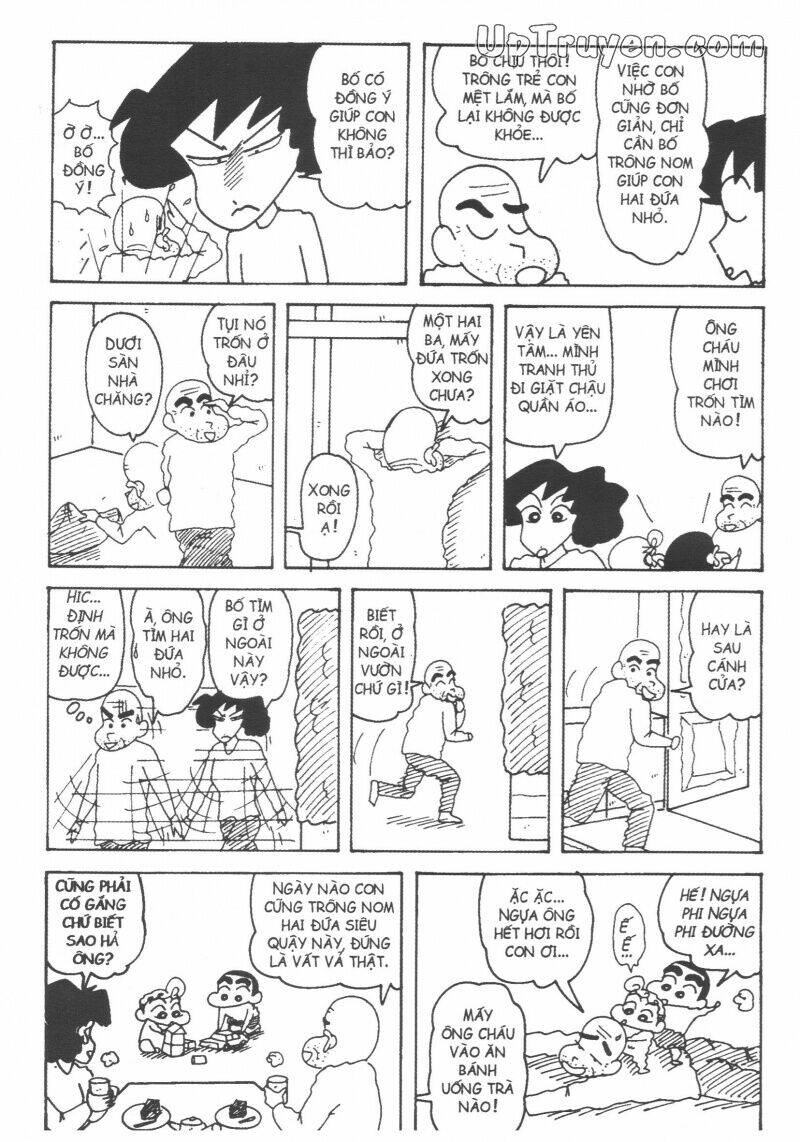 UpTruyen.com
VIỆC CON
NHỜ BỐ
CŨNG ĐƠN
GIẢN, CHỈ
CẦN BỐ
TRÔNG NOM
GIÚP CON
HAI ĐỨA
NHỎ.
BỐ CHỊU THÔI!
TRÔNG TRẺ CON
MỆT LẮM, MÀ BỐ
LẠI KHÔNG ĐƯỢC
KHỎE...
BỐ CÓ
ĐỒNG Ý
GIÚP CON
KHÔNG
THÌ BẢO?
Ờ Ờ...
BỐ
ĐỒNG
Ý!
ÔNG
CHÁU
MÌNH
CHƠI
TRỐN TÌM
NÀO!
VẬY LÀ YÊN
TÂM... MÌNH
TRANH THỦ
ĐI GIẶT CHẬU
QUẦN ÁO...
MỘT HAI
BA, MẤY
ĐỨA TRỐN
XONG
CHƯA?
XONG
RỒI
Ạ!
TỤI NÓ
TRỐN Ở
ĐÂU
NHỈ?
DƯỚI
SÀN
NHÀ
CHĂNG?
HAY LÀ
SAU
CÁNH
CỬA?
BIẾT
RỒI, Ở
NGOÀI
VƯỜN
CHỨ GÌ!
BỐ TÌM
GÌ Ở
NGOÀI
NÀY
VẬY?
À, ÔNG
TÌM HAI
ĐỨA
NHỎ.
HIC...
ĐỊNH
TRỐN MÀ
KHÔNG
ĐƯỢC...
HẾ! NGỰA
PHI NGỰA
PHI ĐƯỜNG
XA...
Ế
Ế...
ẶC ẶC...
NGỰA ÔNG
HẾT HƠI RỒI
CON ƠI...
MẤY
ÔNG CHÁU
VÀO ĂN
BÁNH
UỐNG TRÀ
NÀO!
NGÀY NÀO CON
CŨNG TRÔNG NOM
HAI ĐỨA SIÊU
QUẬY NÀY, ĐÚNG
LÀ VẤT VẢ THẬT.
CŨNG PHẢI
CỐ GẮNG
CHỨ BIẾT
SAO HẢ
ÔNG?